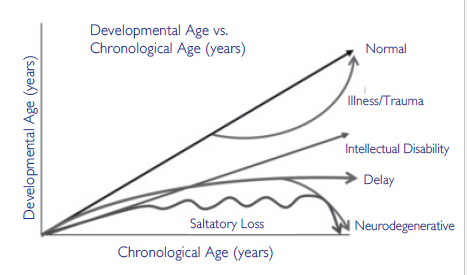 Developmental Age vs.
Chronological Age (years)
Normal
Illness/Trauma
Intellectual Disability
Delay
Saltatory Loss
Neurodegenerative
Developmental Age (years)
Chronological Age (years)